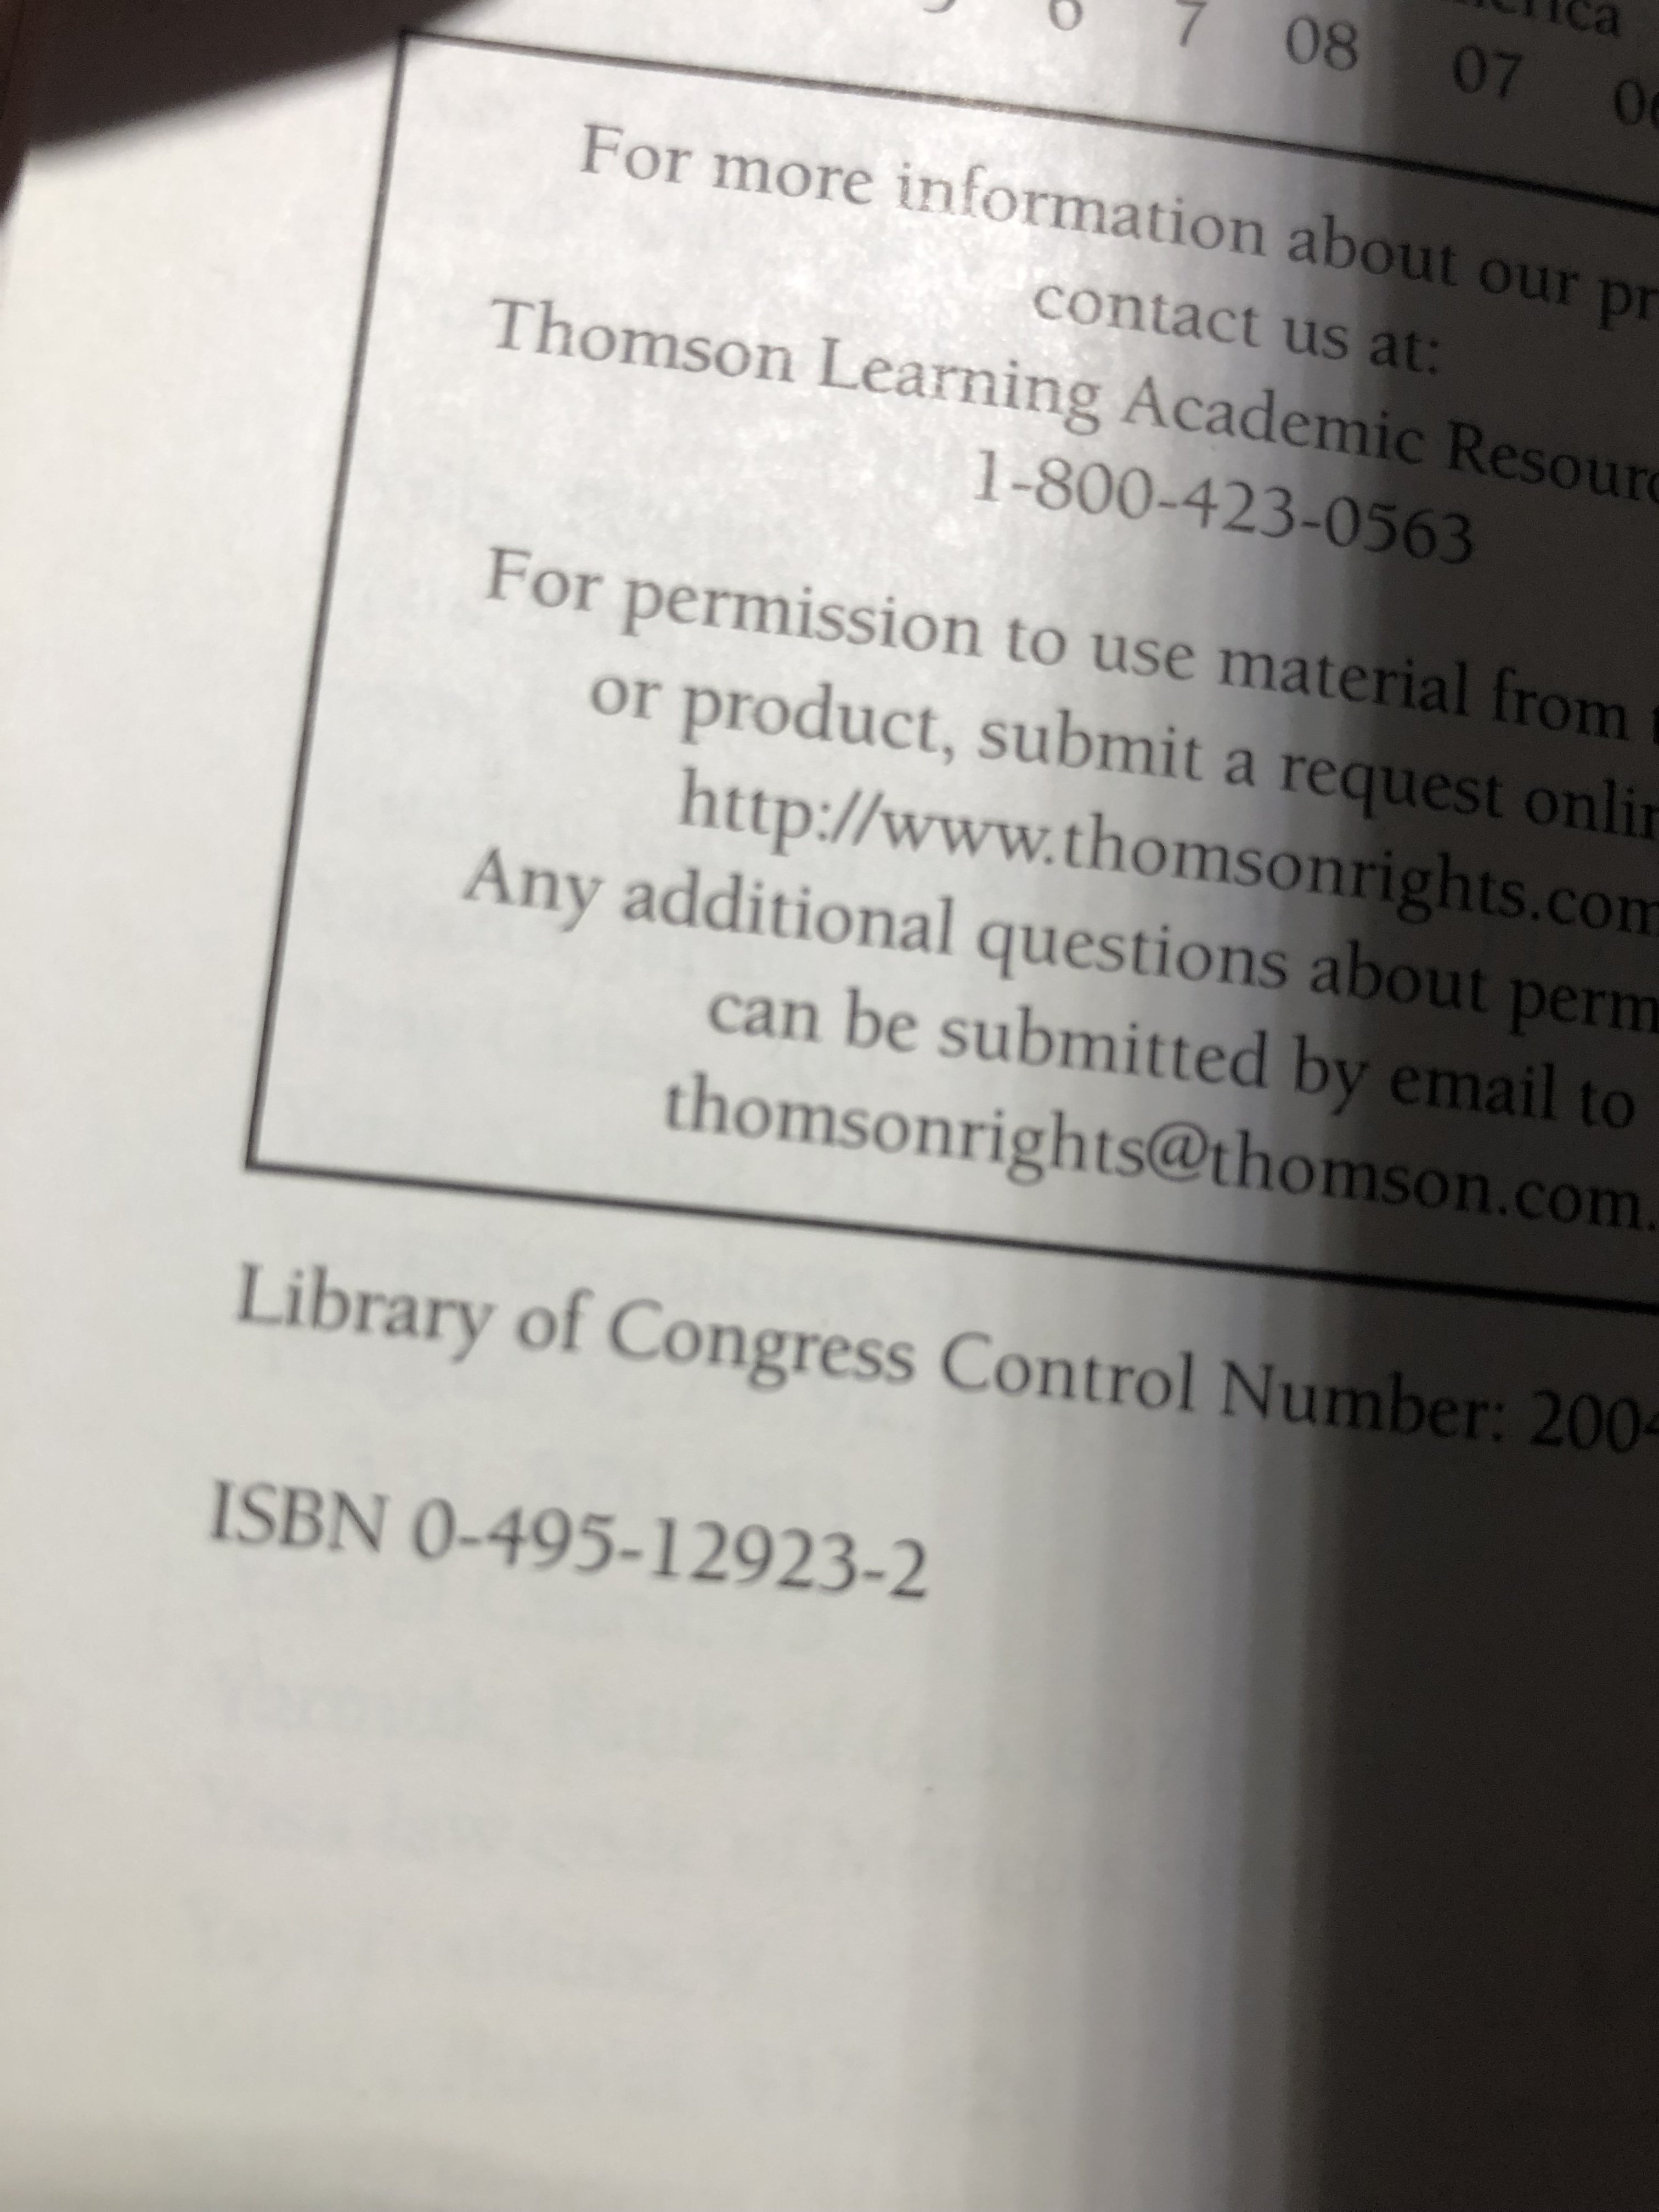 6 7 08 07
For more information about our
contact us at:
Thomson Learning Academic
1-800-423-0563
For permission to use material from
or product, submit a request
http://www.thomsonrights.com
Any additional questions about
can be submitted by email to
thomsonrights@thomson.com.
Library of Congress Control Number:
ISBN 0-495-12923-2